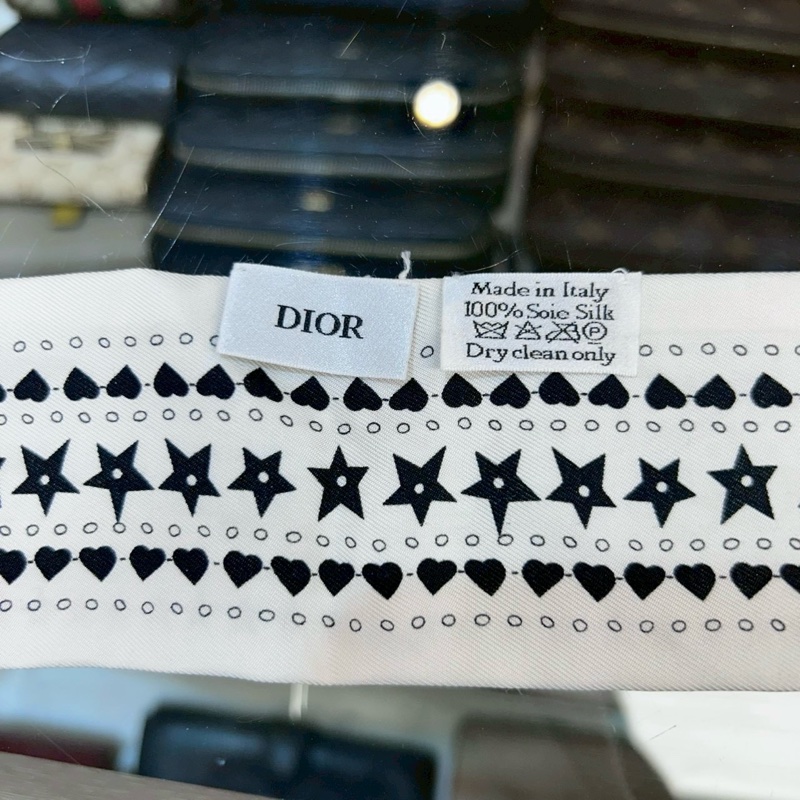 DIOR
Made in Italy
100% Soie Silk
P
Dry clean only